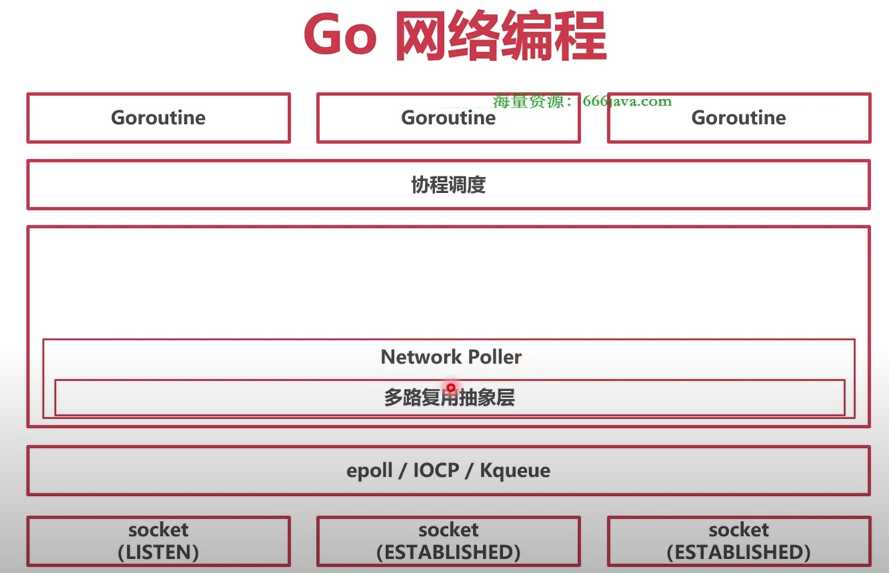 Go 网络编程
海量资源：666java.com
Goroutine
Goroutine
Goroutine
协程调度
Network Poller
多路复用抽象层
epoll / IOCP / Kqueue
socket
(LISTEN)
socket
(ESTABLISHED)
socket
(ESTABLISHED)